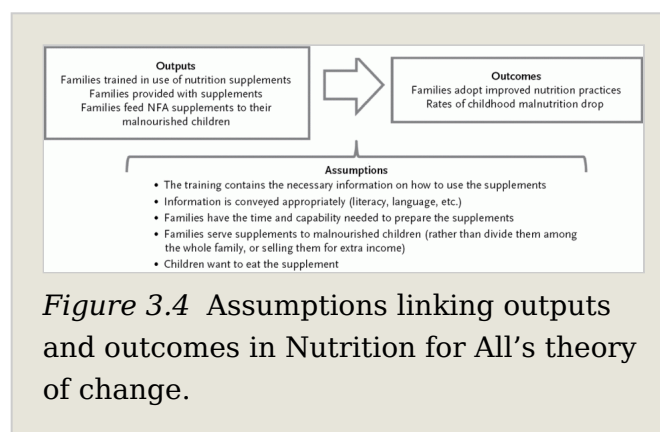 Outputs
Families trained in use of nutrition supplements
Families provided with supplements
Families feed NFA supplements to their
malnourished children
Outcomes
Families adopt improved nutrition practices
Rates of childhood malnutrition drop
Assumptions
• The training contains the necessary information on how to use the supplements
• Information is conveyed appropriately (literacy, language, etc.)
• Families have the time and capability needed to prepare the supplements
• Families serve supplements to malnourished children (rather than divide them among
the whole family, or selling them for extra income)
• Children want to eat the supplement
Figure 3.4 Assumptions linking outputs
and outcomes in Nutrition for All’s theory
of change.